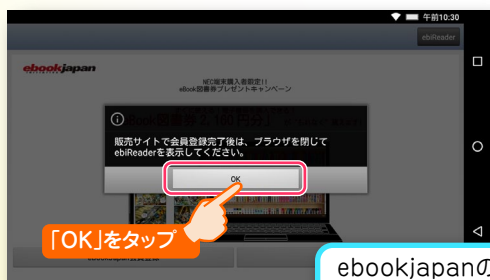 午前10:30
ebiReader
ebookjapan
NEC端末購入者限定!!
eBook図書券プレゼントキャンペーン
販売サイトで会員登録完了後は、ブラウザを閉じて
ebiReaderを表示してください。
OK
「OK」をタップ
ebookjapanの